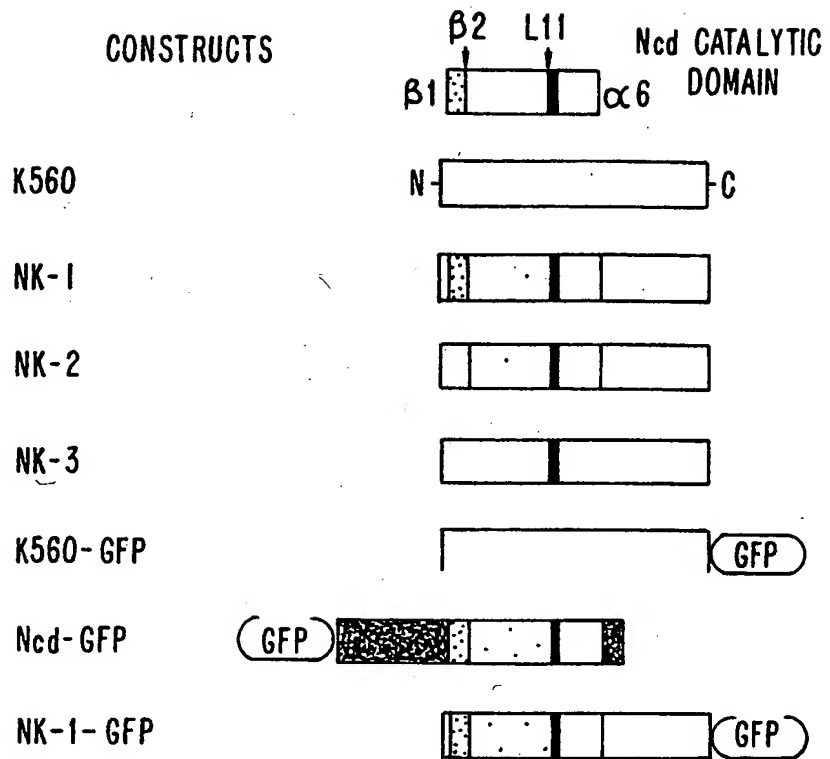 CONSTRUCTS
β2 L11
Ncd CATALYTIC
DOMAIN
β1 α6
K560
N C
NK-1
NK-2
NK-3
K560-GFP
GFP
Ncd-GFP
GFP
NK-1-GFP
GFP